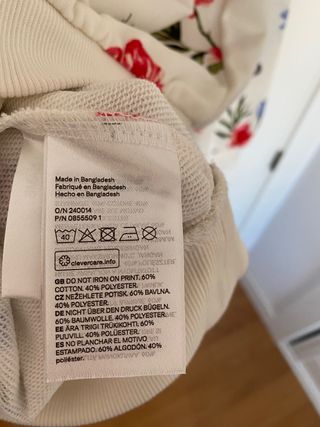 Made in Bangladesh
Fabriqué en Bangladesh
Hecho en Bangladesh
O/N 240014
P/N 0855509.1
40
clevercare.info
GB DO NOT IRON ON PRINT: 60%
COTTON. 40% POLYESTER.
CZ NEŽEHLETE POTISK: 60% BAVLNA.
40% POLYESTER.
DE NICHT ÜBER DEN DRUCK BÜGELN.
60% BAUMWOLLE. 40% POLYESTER.
EE ÄRA TRIIGI TRÜKIKOHTI: 60%
PUUVILL. 40% POLÜESTER.
ES NO PLANCHAR EL MOTIVO
ESTAMPADO: 60% ALGODÓN. 40%
poliéster.